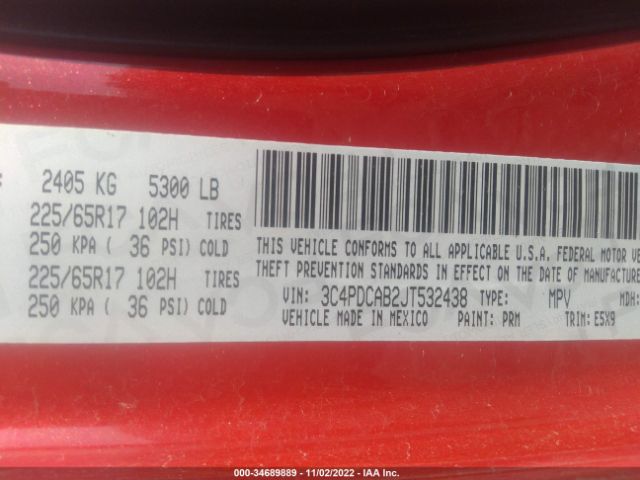 2405 KG 5300 LB
225/65R17 102H TIRES
250 KPA ( 36 PSI) COLD
225/65R17 102H TIRES
250 KPA ( 36 PSI) COLD
THIS VEHICLE CONFORMS TO ALL APPLICABLE U.S.A. FEDERAL MOTOR VE
THEFT PREVENTION STANDARDS IN EFFECT ON THE DATE OF MANUFACTURE
VIN: 3C4PDCAB2JT532438 TYPE: MPV MDH:
VEHICLE MADE IN MEXICO PAINT: PRM TRIM: E5X9
000-34689889 - 11/02/2022 - IAA Inc.